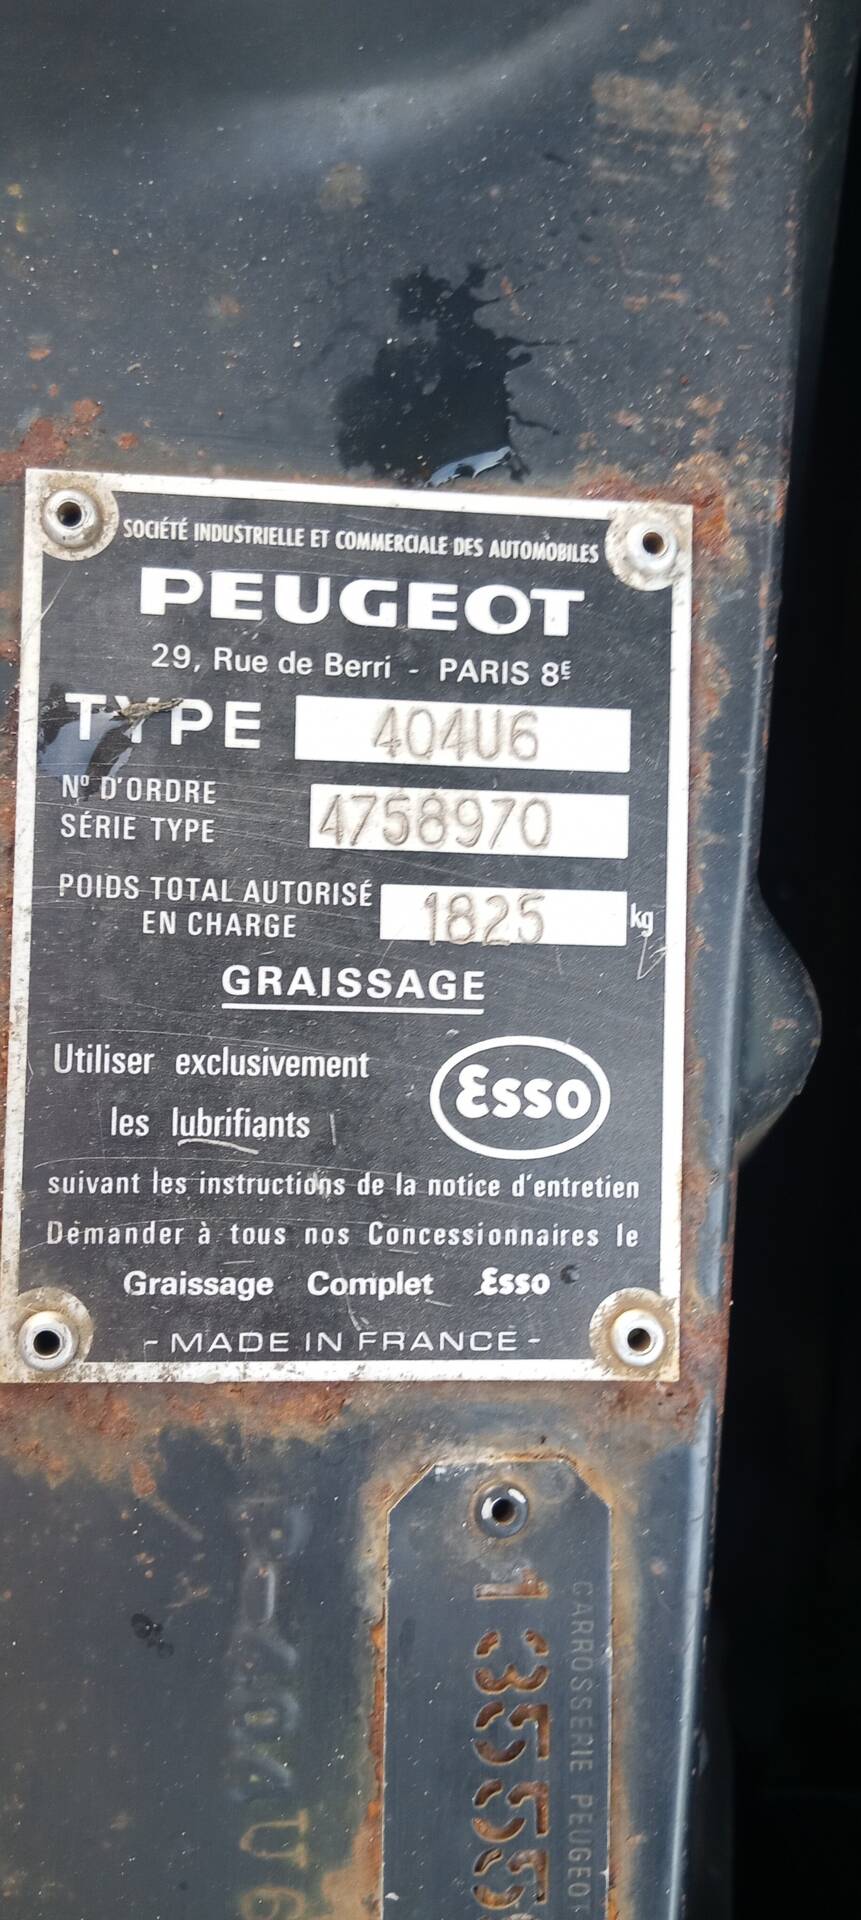 SOCIÉTÉ INDUSTRIELLE ET COMMERCIALE DES AUTOMOBILES
PEUGEOT
29, Rue de Berri - PARIS 8E
TYPE 404U6
Nº D'ORDRE
SÉRIE TYPE 4758970
POIDS TOTAL AUTORISÉ
EN CHARGE 1825 kg
GRAISSAGE
Utiliser exclusivement
les lubrifiants Esso
suivant les instructions de la notice d'entretien
Demander à tous nos Concessionnaires le
Graissage Complet Esso
- MADE IN FRANCE -
CARROSSERIE PEUGEOT
13555
404U6